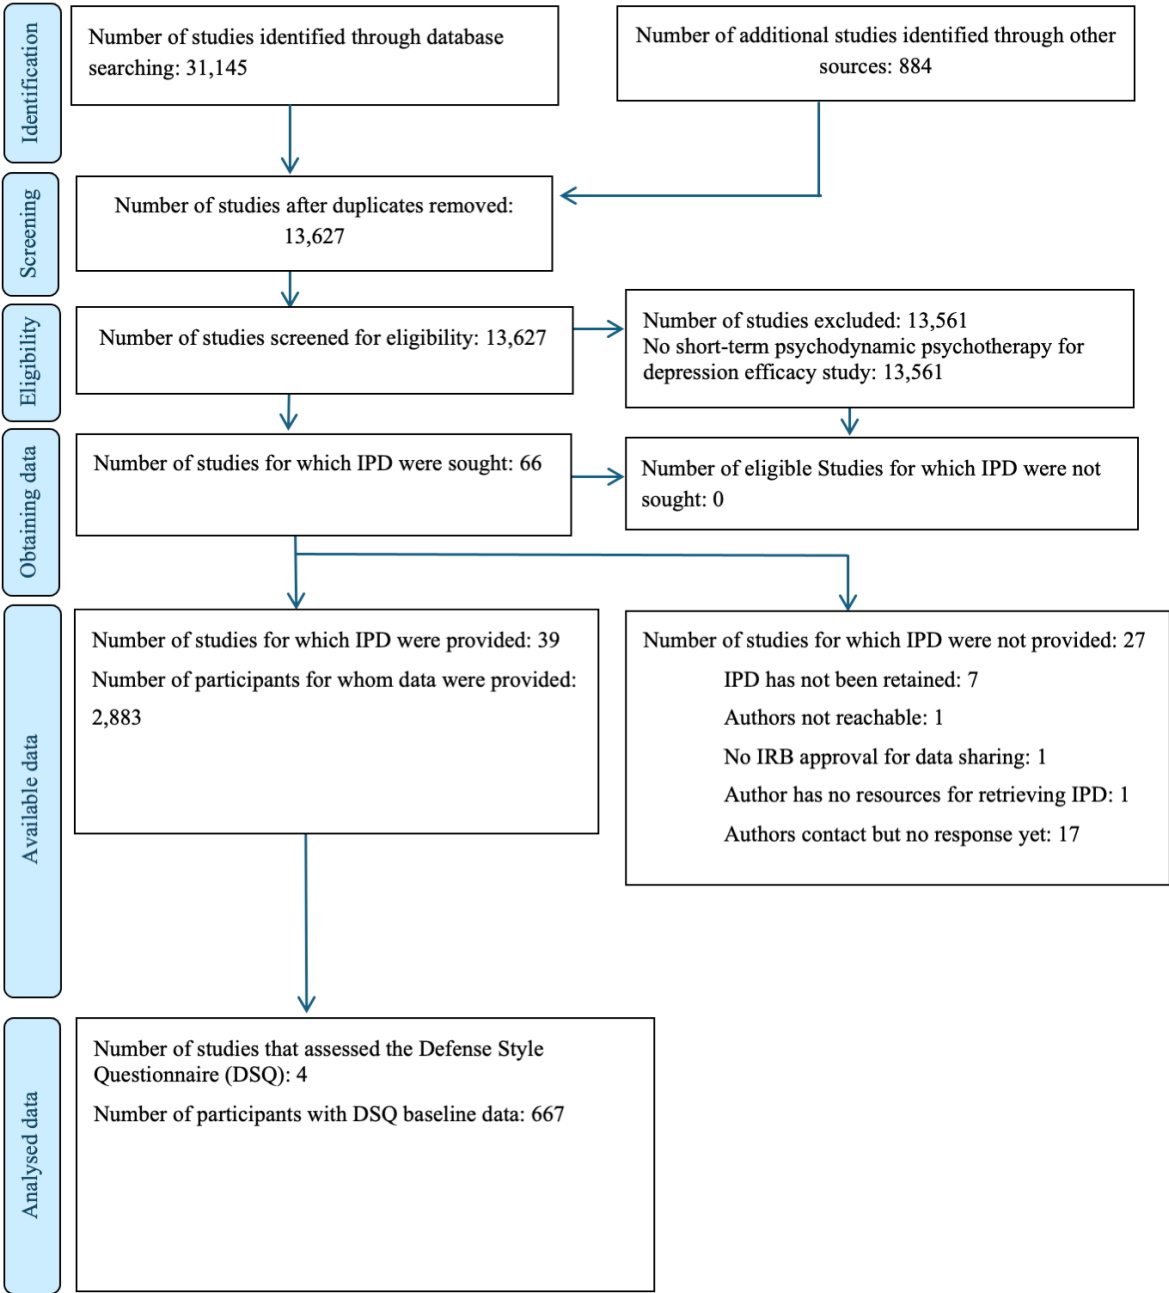 Identification
Number of studies identified through database
searching: 31,145
Number of additional studies identified through other
sources: 884
Screening
Number of studies after duplicates removed:
13,627
Eligibility
Number of studies screened for eligibility: 13,627
Number of studies excluded: 13,561
No short-term psychodynamic psychotherapy for
depression efficacy study: 13,561
Obtaining data
Number of studies for which IPD were sought: 66
Number of eligible Studies for which IPD were not
sought: 0
Available data
Number of studies for which IPD were provided: 39
Number of participants for whom data were provided:
2,883
Number of studies for which IPD were not provided: 27
IPD has not been retained: 7
Authors not reachable: 1
No IRB approval for data sharing: 1
Author has no resources for retrieving IPD: 1
Authors contact but no response yet: 17
Analysed data
Number of studies that assessed the Defense Style
Questionnaire (DSQ): 4
Number of participants with DSQ baseline data: 667